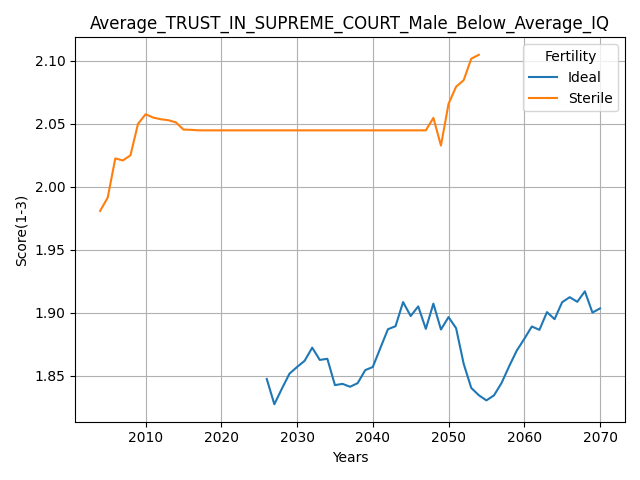 Average_TRUST_IN_SUPREME_COURT_Male_Below_Average_IQ
Fertility
Ideal
Sterile
Score(1-3)
2.10
2.05
2.00
1.95
1.90
1.85
2010 2020 2030 2040 2050 2060 2070
Years